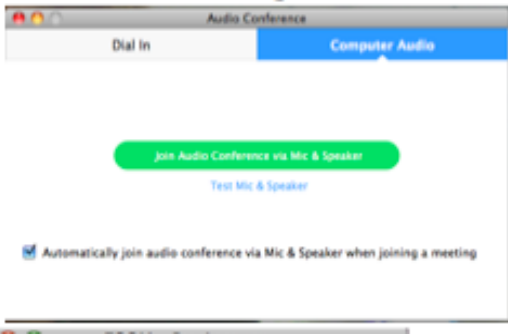 Audio Conference
Dial In
Computer Audio
Join Audio Conference via Mic & Speaker
Test Mic & Speaker
Automatically join audio conference via Mic & Speaker when joining a meeting